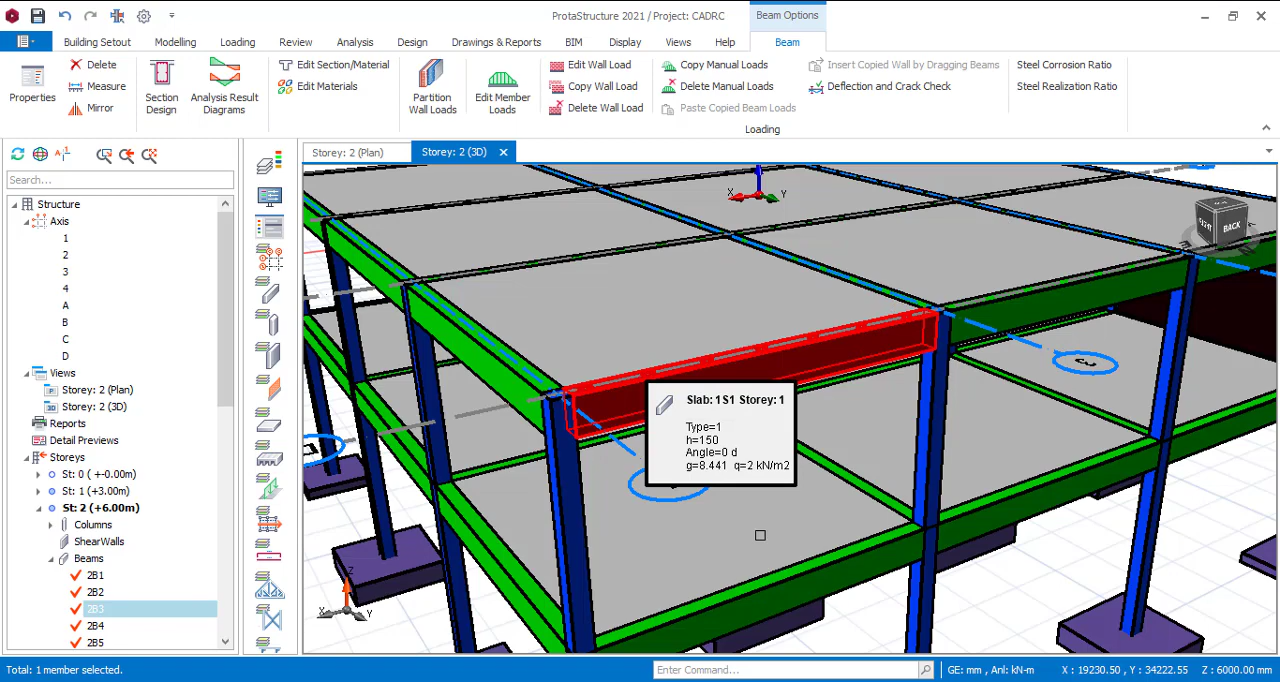 ProtaStructure 2021 / Project: CADRC
Beam Options
Building Setout Modelling Loading Review Analysis Design Drawings & Reports BIM Display Views Help Beam
Properties
Delete
Measure
Mirror
Section Design
Analysis Result Diagrams
Edit Section/Material
Edit Materials
Partition Wall Loads
Edit Member Loads
Edit Wall Load
Copy Wall Load
Delete Wall Load
Copy Manual Loads
Delete Manual Loads
Paste Copied Beam Loads
Insert Copied Wall by Dragging Beams
Deflection and Crack Check
Steel Corrosion Ratio
Steel Realization Ratio
Loading
Storey: 2 (Plan)
Storey: 2 (3D)
Search...
Structure
Axis
1
2
3
4
A
B
C
D
Views
Storey: 2 (Plan)
Storey: 2 (3D)
Reports
Detail Previews
Storeys
St: 0 ( +-0.00m)
St: 1 (+3.00m)
St: 2 (+6.00m)
Columns
ShearWalls
Beams
2B1
2B2
2B3
2B4
2B5
X
Y
BACK
Slab: 1S1 Storey: 1
Type=1
h=150
Angle=0 d
g=8.441 q=2 kN/m2
Z
X
Y
Total: 1 member selected.
Enter Command...
GE: mm , Anl: kN-m
X : 19230.50 , Y : 34222.55
Z : 6000.00 mm